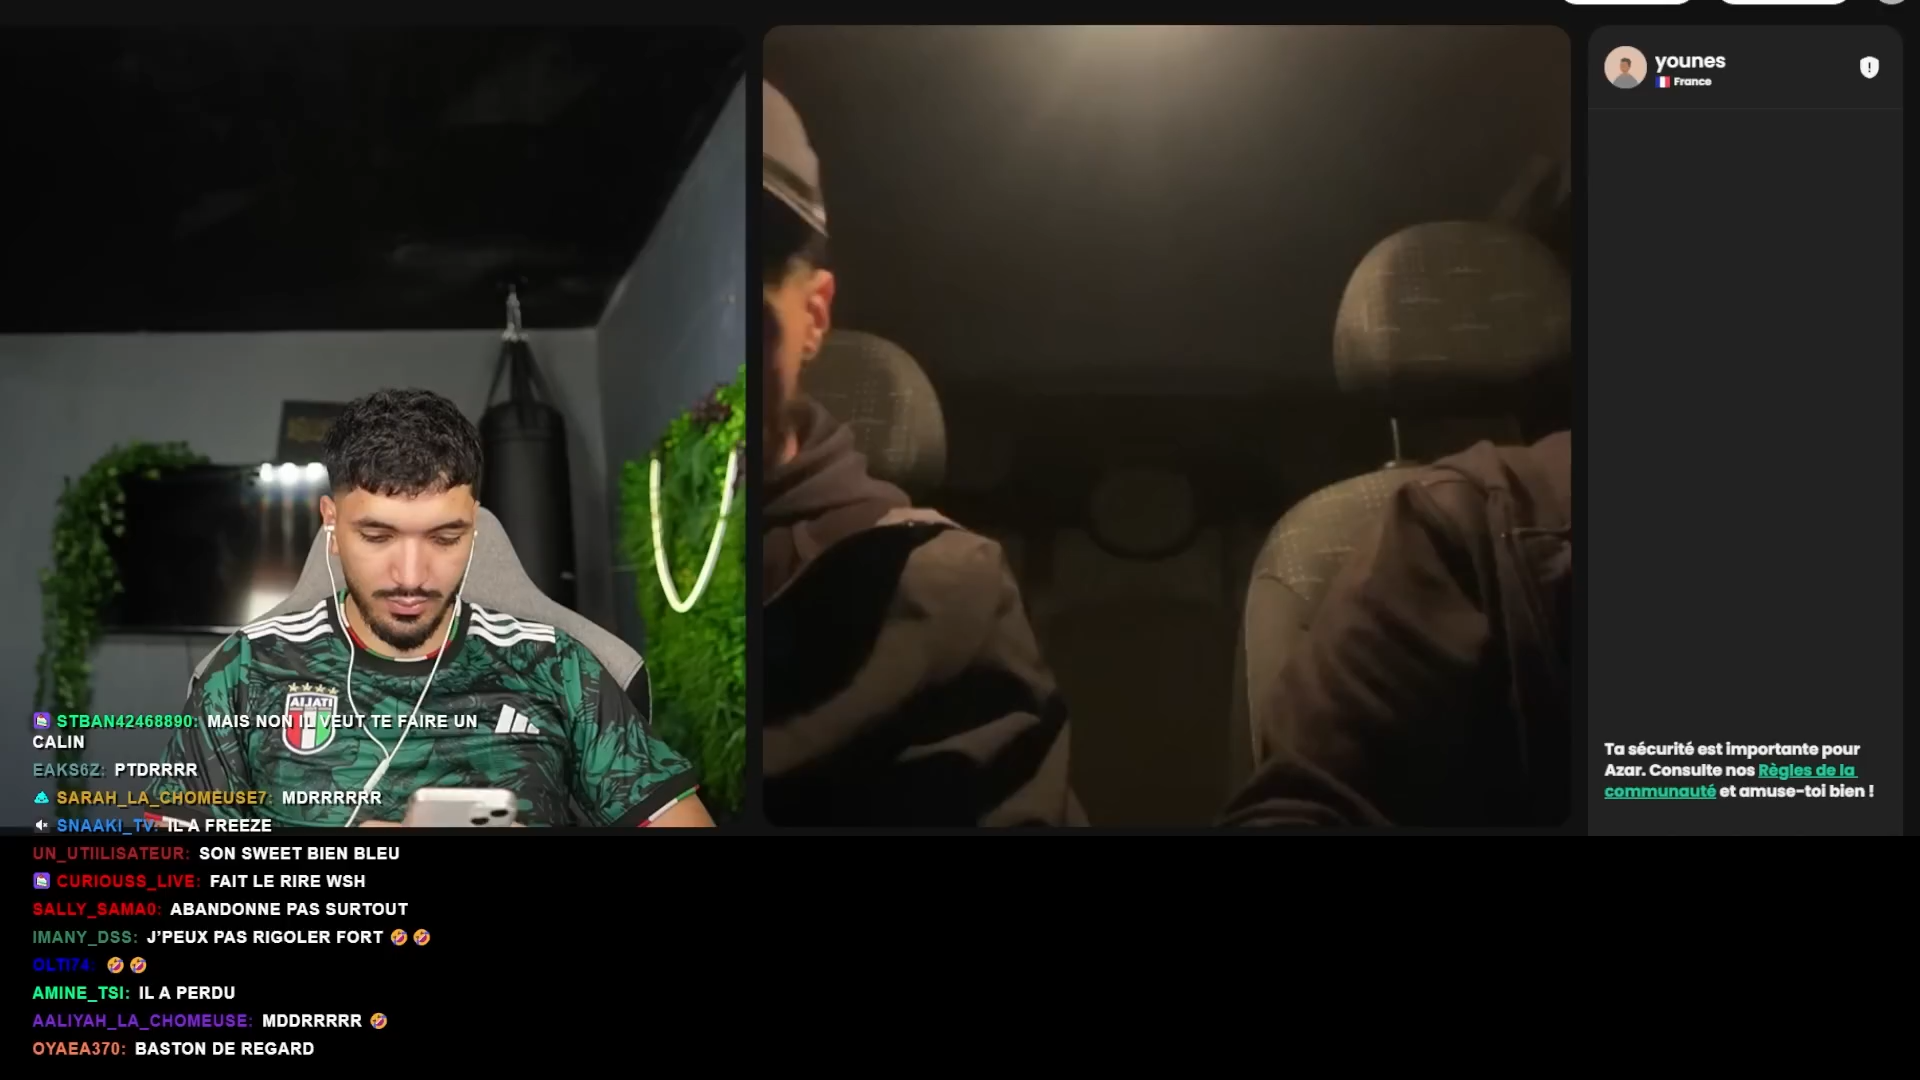 younes
France
AIJATI
STBAN42468890: MAIS NON IL VEUT TE FAIRE UN
CALIN
EAKS6Z: PTDRRRR
SARAH_LA_CHOMEUSE7: MDRRRRRR
SNAAKI_TV: IL A FREEZE
UN_UTIILISATEUR: SON SWEET BIEN BLEU
CURIOUSS_LIVE: FAIT LE RIRE WSH
SALLY_SAMA0: ABANDONNE PAS SURTOUT
IMANY_DSS: J'PEUX PAS RIGOLER FORT 🤣 🤣
OLTI74: 🤣 🤣
AMINE_TSI: IL A PERDU
AALIYAH_LA_CHOMEUSE: MDDRRRRR 🤣
OYAEA370: BASTON DE REGARD
Ta sécurité est importante pour
Azar. Consulte nos Règles de la
communauté et amuse-toi bien !